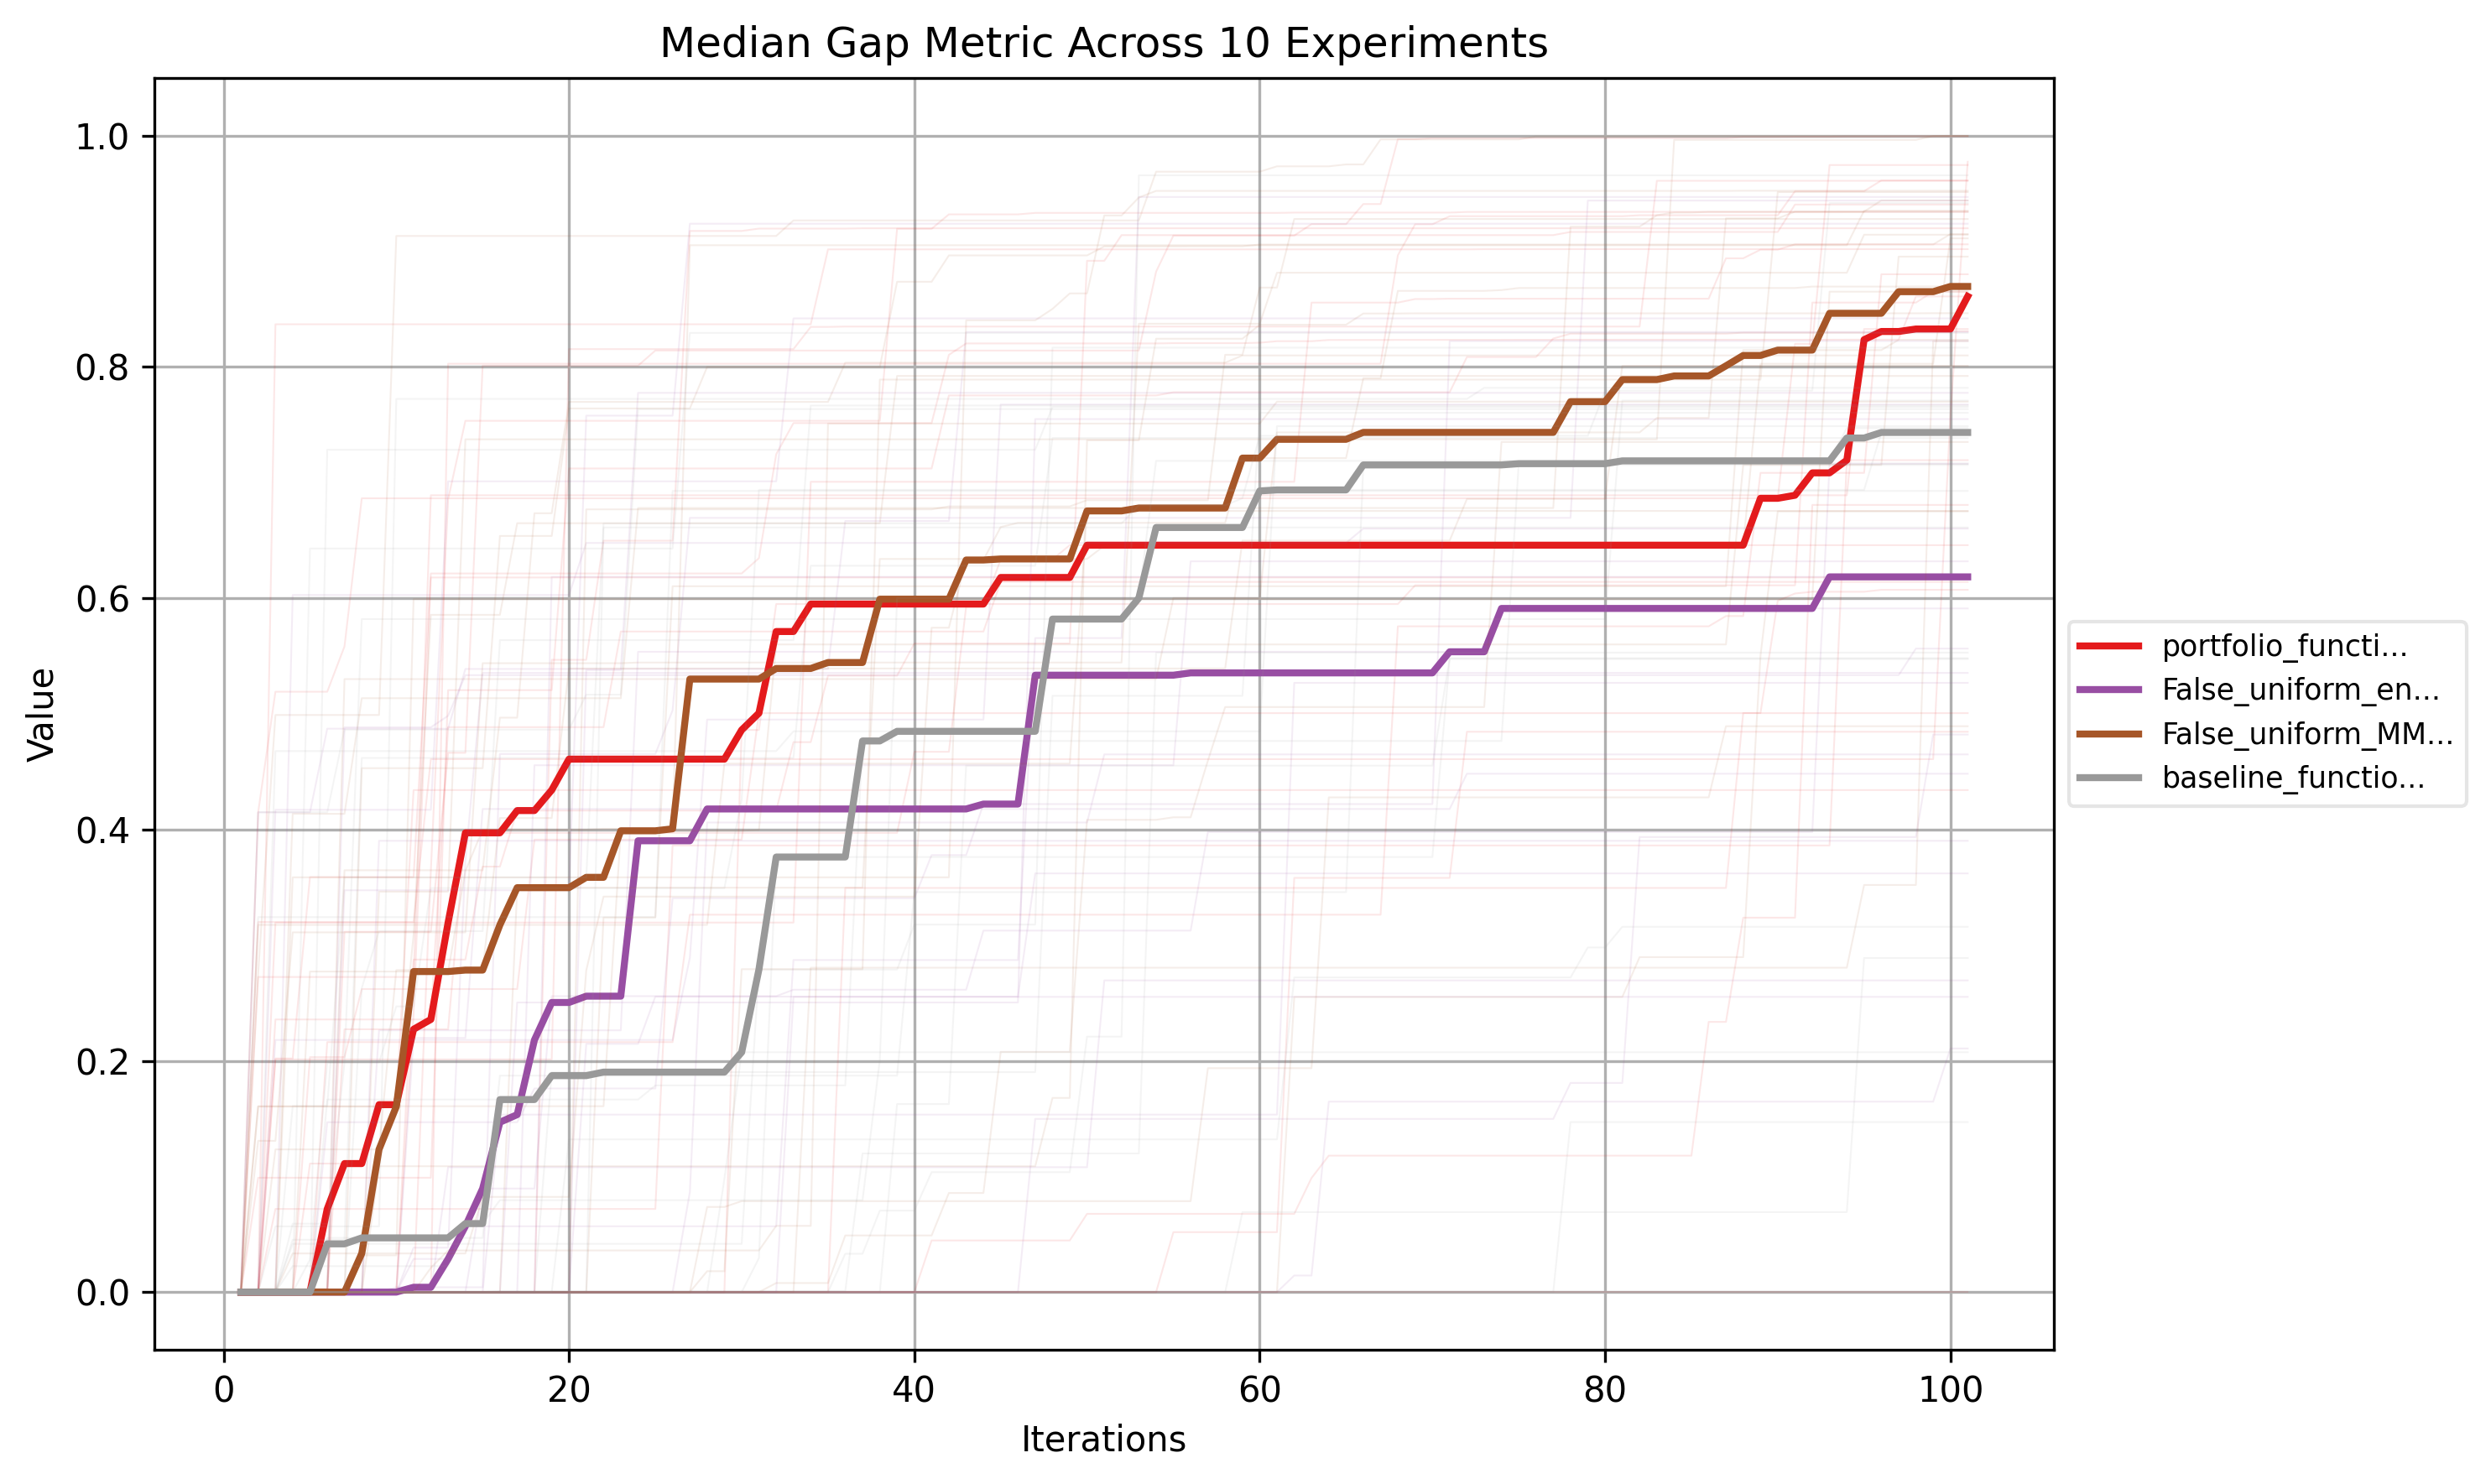 Median Gap Metric Across 10 Experiments
1.0
0.8
0.6
0.4
0.2
0.0
Value
0 20 40 60 80 100
Iterations
portfolio_functi...
False_uniform_en...
False_uniform_MM...
baseline_functio...